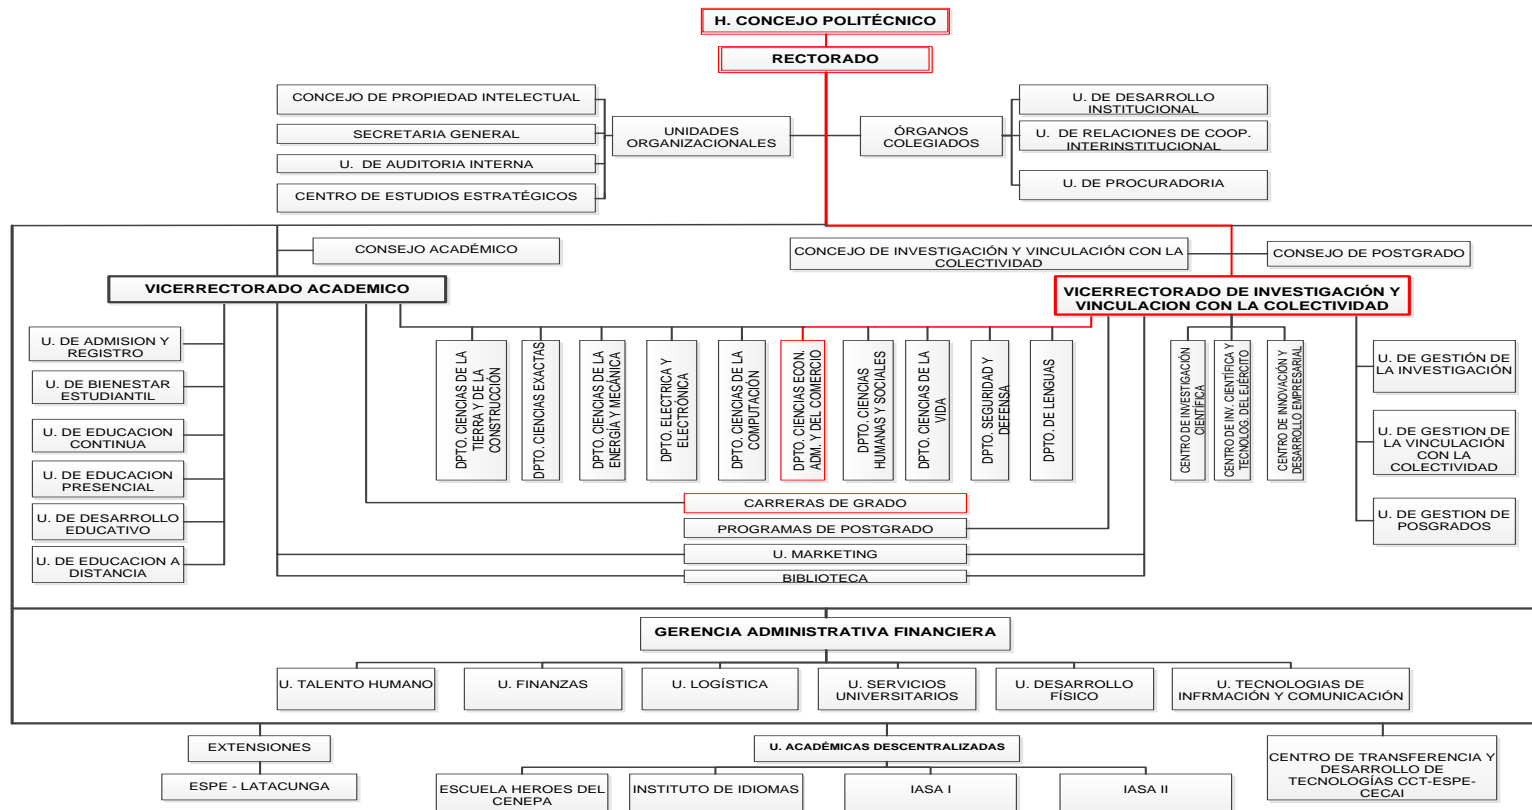 H. CONCEJO POLITÉCNICO
RECTORADO
CONCEJO DE PROPIEDAD INTELECTUAL
SECRETARIA GENERAL
U. DE AUDITORIA INTERNA
CENTRO DE ESTUDIOS ESTRATÉGICOS
UNIDADES
ORGANIZACIONALES
ÓRGANOS
COLEGIADOS
U. DE DESARROLLO
INSTITUCIONAL
U. DE RELACIONES DE COOP.
INTERINSTITUCIONAL
U. DE PROCURADORIA
CONSEJO ACADÉMICO
CONCEJO DE INVESTIGACIÓN Y VINCULACIÓN CON LA
COLECTIVIDAD
CONSEJO DE POSTGRADO
VICERRECTORADO ACADEMICO
VICERRECTORADO DE INVESTIGACIÓN Y
VINCULACION CON LA COLECTIVIDAD
U. DE ADMISION Y
REGISTRO
U. DE BIENESTAR
ESTUDIANTIL
U. DE EDUCACION
CONTINUA
U. DE EDUCACION
PRESENCIAL
U. DE DESARROLLO
EDUCATIVO
U. DE EDUCACION A
DISTANCIA
DPTO. CIENCIAS DE LA
TIERRA Y DE LA
CONSTRUCCIÓN
DPTO. CIENCIAS EXACTAS
DPTO. CIENCIAS DE LA
ENERGÍA Y MECÁNICA
DPTO. ELECTRICA Y
ELECTRÓNICA
DPTO. CIENCIAS DE LA
COMPUTACIÓN
DPTO. CIENCIAS ECON.
ADM. Y DEL COMERCIO
DPTO. CIENCIAS
HUMANAS Y SOCIALES
DPTO. CIENCIAS DE LA
VIDA
DPTO. SEGURIDAD Y
DEFENSA
DPTO. DE LENGUAS
CENTRO DE INVESTIGACIÓN
CIENTÍFICA
CENTRO DE INV. CIENTÍFICA Y
TECNOLOG. DEL EJÉRCITO
CENTRO DE INNOVACIÓN Y
DESARROLLO EMPRESARIAL
U. DE GESTIÓN DE
LA INVESTIGACIÓN
U. DE GESTION DE
LA VINCULACIÓN
CON LA
COLECTIVIDAD
U. DE GESTION DE
POSGRADOS
CARRERAS DE GRADO
PROGRAMAS DE POSTGRADO
U. MARKETING
BIBLIOTECA
GERENCIA ADMINISTRATIVA FINANCIERA
U. TALENTO HUMANO
U. FINANZAS
U. LOGÍSTICA
U. SERVICIOS
UNIVERSITARIOS
U. DESARROLLO
FÍSICO
U. TECNOLOGIAS DE
INFRMACIÓN Y COMUNICACIÓN
EXTENSIONES
ESPE - LATACUNGA
U. ACADÉMICAS DESCENTRALIZADAS
ESCUELA HEROES DEL
CENEPA
INSTITUTO DE IDIOMAS
IASA I
IASA II
CENTRO DE TRANSFERENCIA Y
DESARROLLO DE
TECNOLOGÍAS CCT-ESPE-
CECAI